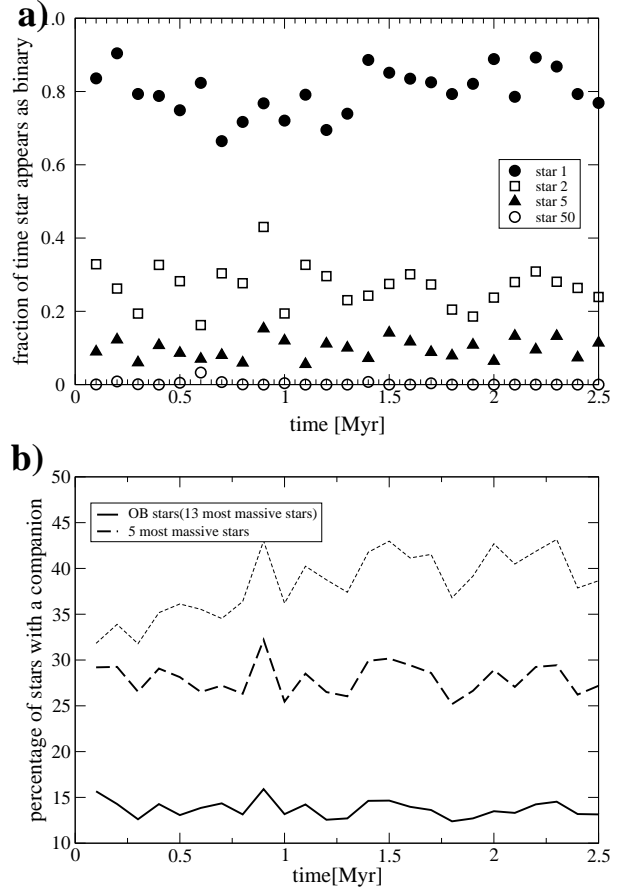 a)
1.0
0.8
0.6
0.4
0.2
0
fraction of time star appears as binary
star 1
star 2
star 5
star 50
0 0.5 1 1.5 2 2.5
time [Myr]
b)
50
45
40
35
30
25
20
15
10
percentage of stars with a companion
OB stars(13 most massive stars)
5 most massive stars
0 0.5 1 1.5 2 2.5
time[Myr]